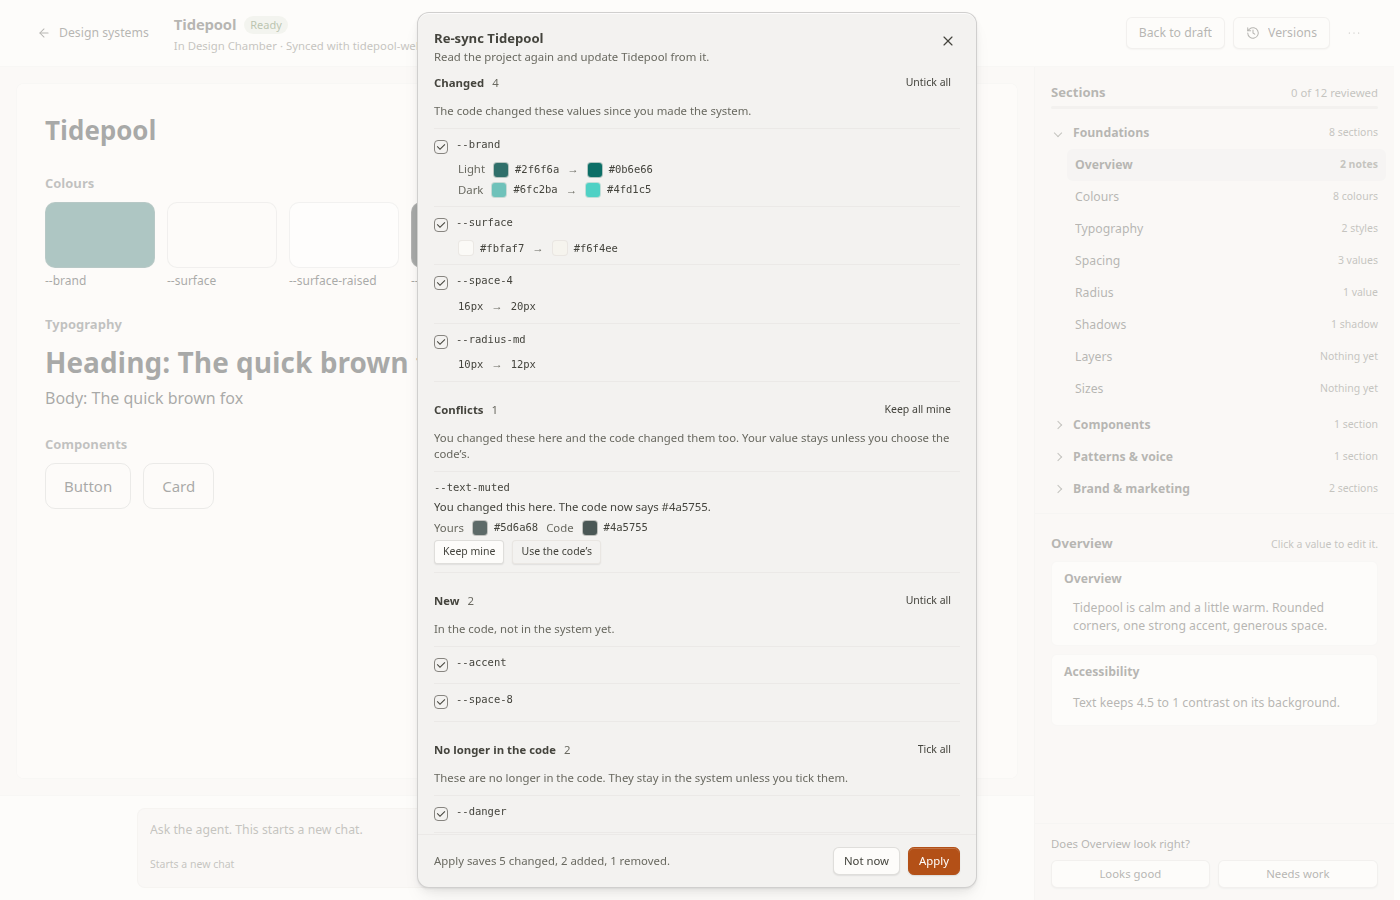 Design systems
Tidepool Ready
In Design Chamber · Synced with tidepool-we
Back to draft
Versions
Re-sync Tidepool
Read the project again and update Tidepool from it.
Changed 4
Untick all
The code changed these values since you made the system.
--brand
Light #2f6f6a → #0b6e66
Dark #6fc2ba → #4fd1c5
--surface
#fbfaf7 → #f6f4ee
--space-4
16px → 20px
--radius-md
10px → 12px
Conflicts 1
Keep all mine
You changed these here and the code changed them too. Your value stays unless you choose the
code's.
--text-muted
You changed this here. The code now says #4a5755.
Yours #5d6a68 Code #4a5755
Keep mine
Use the code's
New 2
Untick all
In the code, not in the system yet.
--accent
--space-8
No longer in the code 2
Tick all
These are no longer in the code. They stay in the system unless you tick them.
--danger
Apply saves 5 changed, 2 added, 1 removed.
Not now
Apply
Tidepool
Colours
--brand
--surface
--surface-raised
Typography
Heading: The quick brown
Body: The quick brown fox
Components
Button
Card
Ask the agent. This starts a new chat.
Starts a new chat
Sections
0 of 12 reviewed
Foundations 8 sections
Overview 2 notes
Colours 8 colours
Typography 2 styles
Spacing 3 values
Radius 1 value
Shadows 1 shadow
Layers Nothing yet
Sizes Nothing yet
Components 1 section
Patterns & voice 1 section
Brand & marketing 2 sections
Overview
Click a value to edit it.
Overview
Tidepool is calm and a little warm. Rounded
corners, one strong accent, generous space.
Accessibility
Text keeps 4.5 to 1 contrast on its background.
Does Overview look right?
Looks good
Needs work